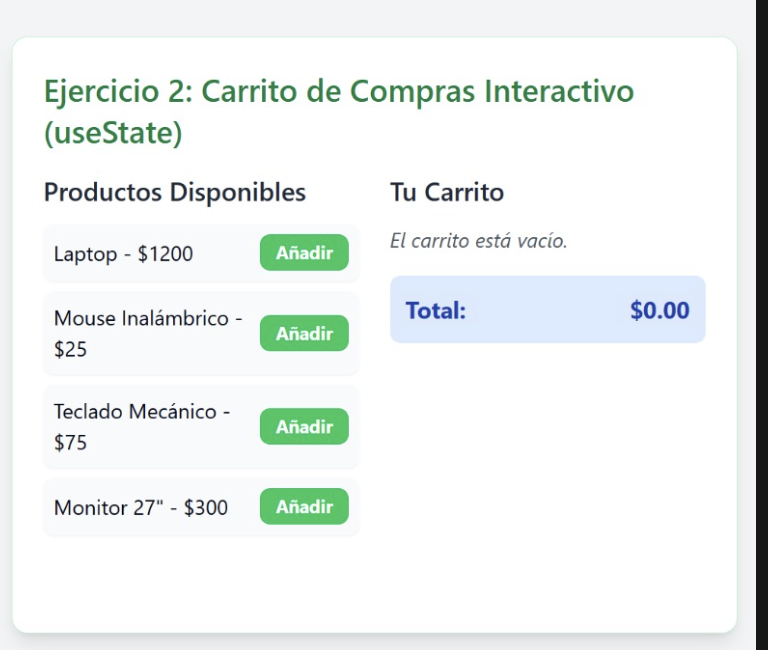 Ejercicio 2: Carrito de Compras Interactivo
(useState)
Productos Disponibles
Laptop - $1200
Añadir
Mouse Inalámbrico -
$25
Añadir
Teclado Mecánico -
$75
Añadir
Monitor 27" - $300
Añadir
Tu Carrito
El carrito está vacío.
Total: $0.00